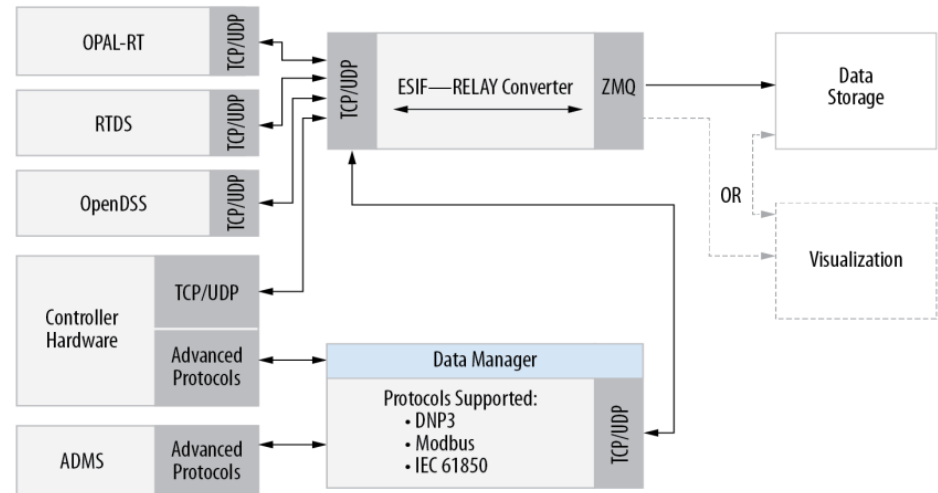 OPAL-RT
TCP/UDP
RTDS
TCP/UDP
OpenDSS
TCP/UDP
Controller
Hardware
TCP/UDP
Advanced
Protocols
ADMS
Advanced
Protocols
TCP/UDP
ESIF—RELAY Converter
ZMQ
Data Manager
Protocols Supported:
• DNP3
• Modbus
• IEC 61850
TCP/UDP
Data
Storage
OR
Visualization